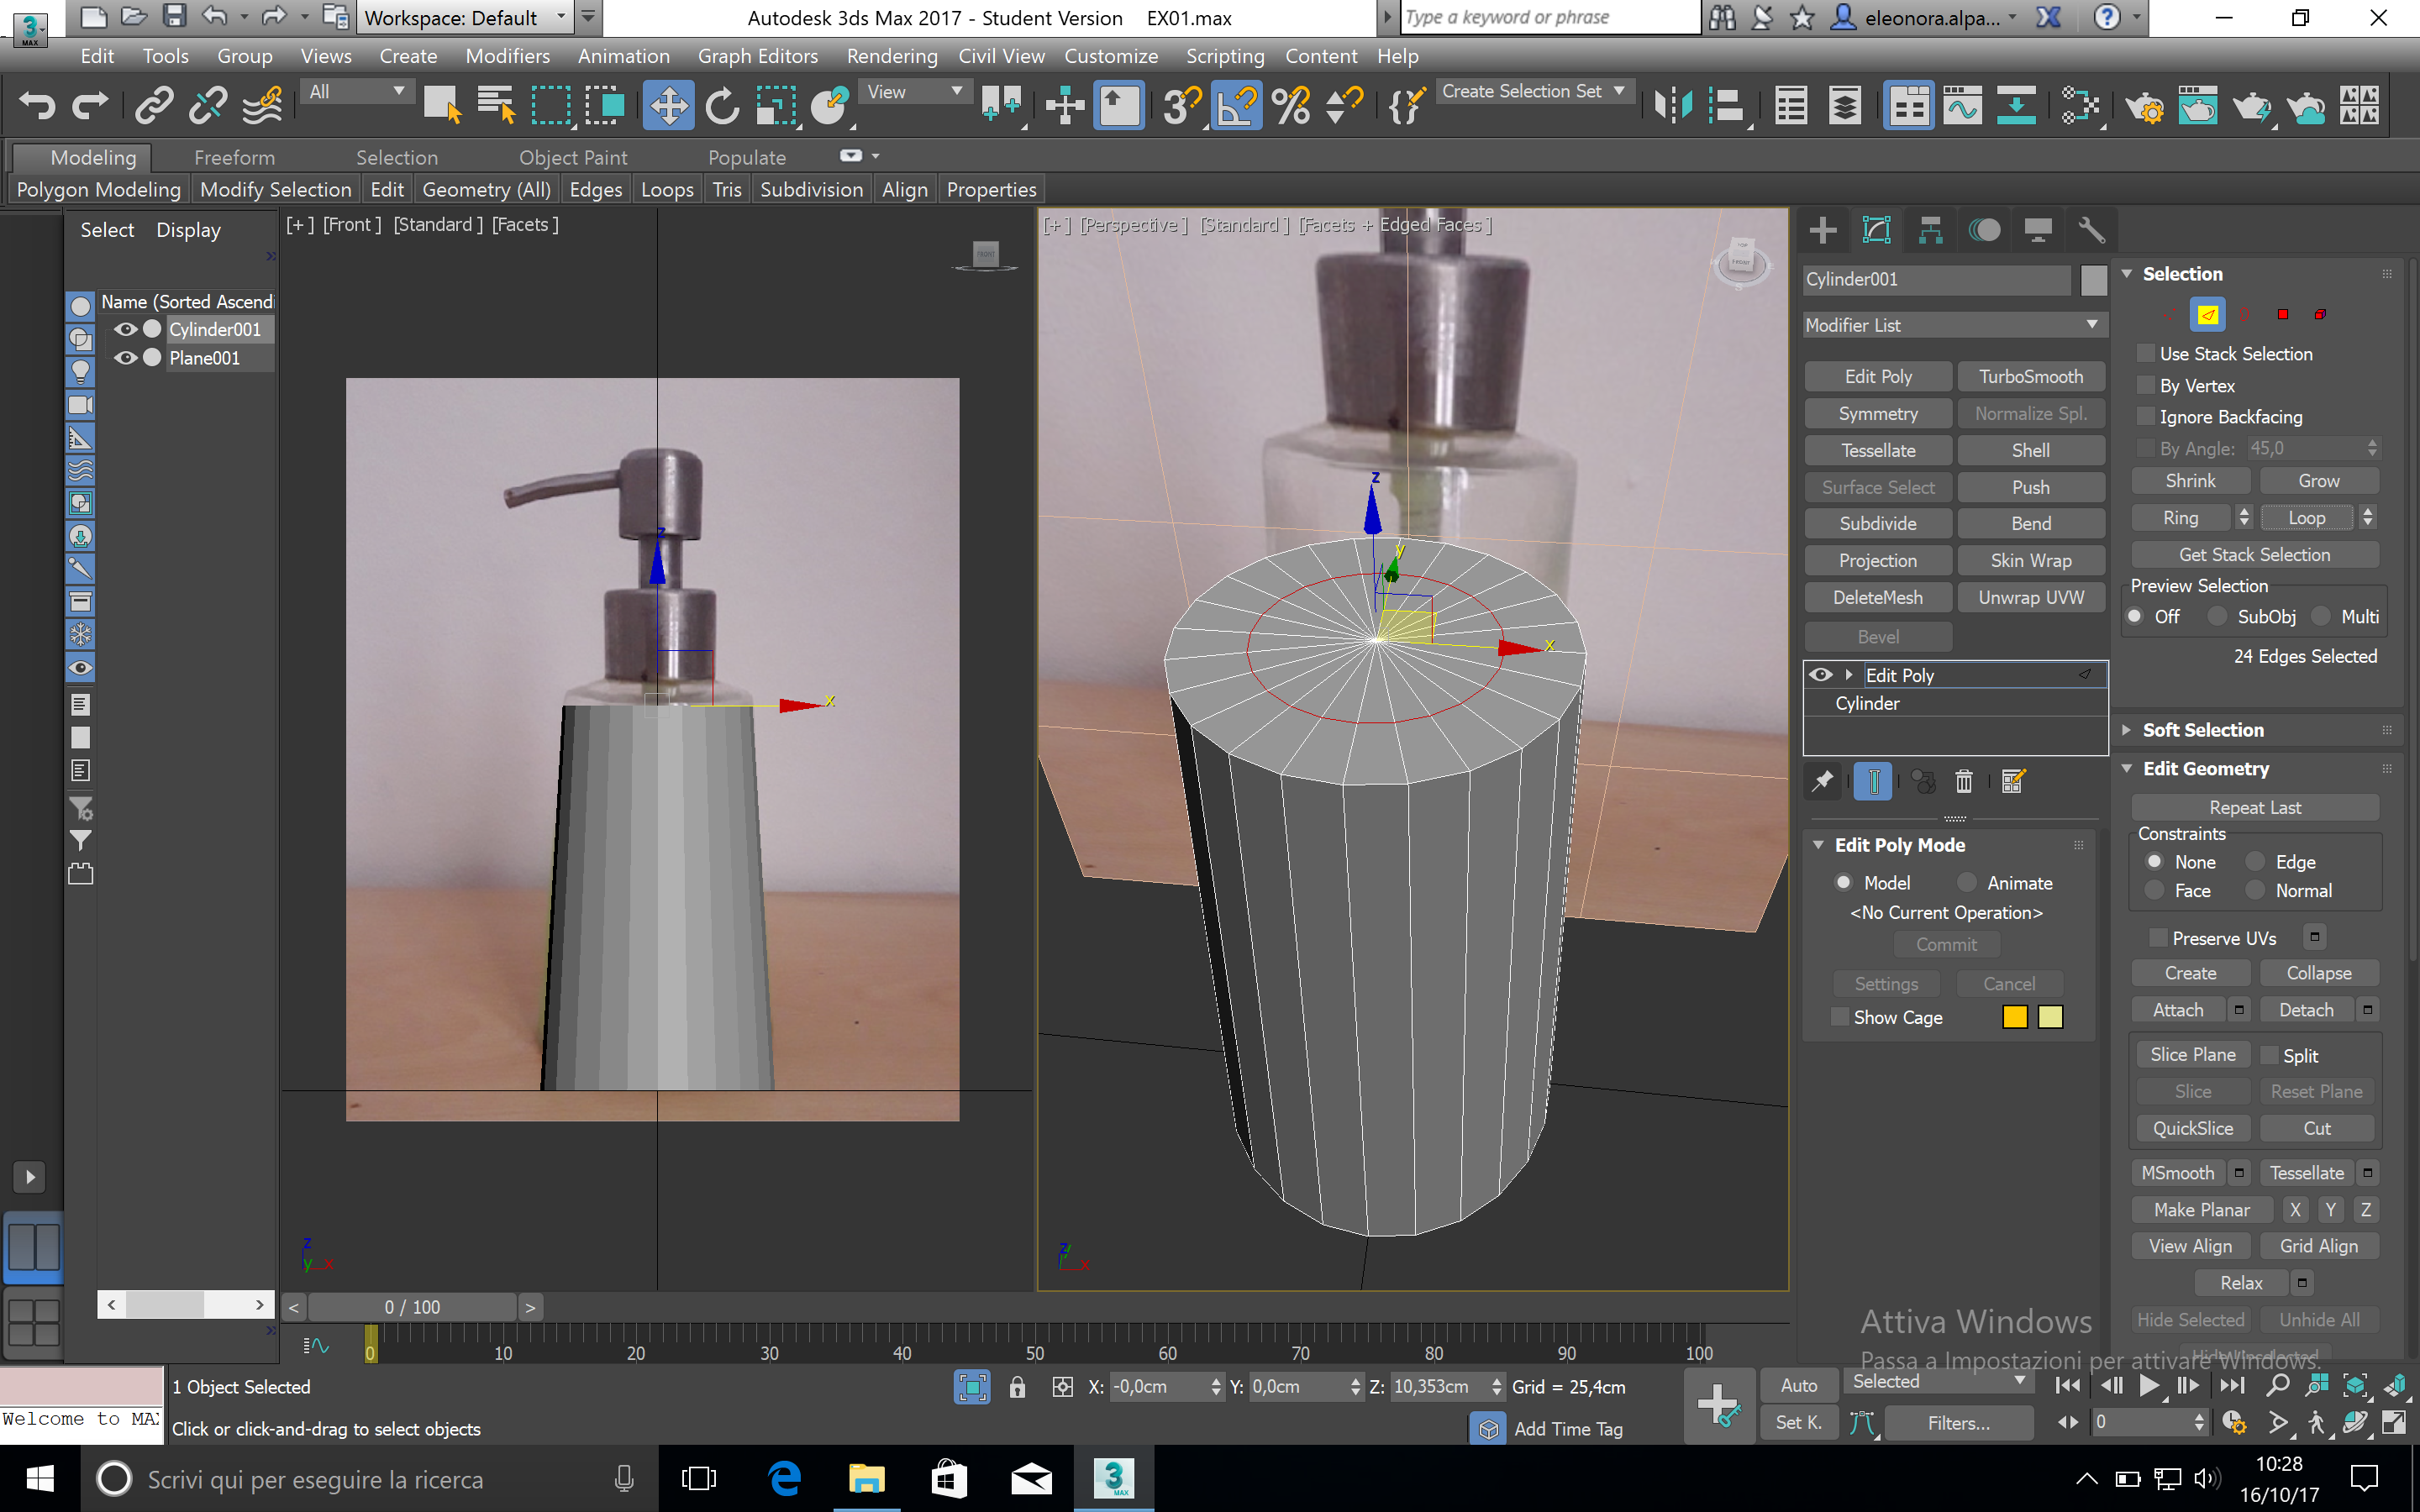 Workspace: Default
Autodesk 3ds Max 2017 - Student Version EX01.max
Type a keyword or phrase
eleonora.alpa...
3
MAX
Edit Tools Group Views Create Modifiers Animation Graph Editors Rendering Civil View Customize Scripting Content Help
All
View
Create Selection Set
Modeling Freeform Selection Object Paint Populate
Polygon Modeling Modify Selection Edit Geometry (All) Edges Loops Tris Subdivision Align Properties
Select Display
Name (Sorted Ascendi
Cylinder001
Plane001
[+] [Front ] [Standard ] [Facets ]
FRONT
z
x
z
y x
[+] [Perspective ] [Standard ] [Facets + Edged Faces ]
TOP
FRONT
z
y
x
z
x
Cylinder001
Modifier List
Edit Poly TurboSmooth
Symmetry Normalize Spl.
Tessellate Shell
Surface Select Push
Subdivide Bend
Projection Skin Wrap
DeleteMesh Unwrap UVW
Bevel
Edit Poly
Cylinder
Edit Poly Mode
Model Animate
<No Current Operation>
Commit
Settings Cancel
Show Cage
Selection
Use Stack Selection
By Vertex
Ignore Backfacing
By Angle: 45,0
Shrink Grow
Ring Loop
Get Stack Selection
Preview Selection
Off SubObj Multi
24 Edges Selected
Soft Selection
Edit Geometry
Repeat Last
Constraints
None Edge
Face Normal
Preserve UVs
Create Collapse
Attach Detach
Slice Plane Split
Slice Reset Plane
QuickSlice Cut
MSmooth Tessellate
Make Planar X Y Z
View Align Grid Align
Relax
Hide Selected Unhide All
Hide Unselected
Attiva Windows
Passa a Impostazioni per attivare Windows.
0 / 100
0 10 20 30 40 50 60 70 80 90 100
1 Object Selected
X: -0,0cm Y: 0,0cm Z: 10,353cm Grid = 25,4cm
Auto Selected
Welcome to MAX
Click or click-and-drag to select objects
Add Time Tag
Set K. Filters... 0
Scrivi qui per eseguire la ricerca
3
MAX
10:28
16/10/17